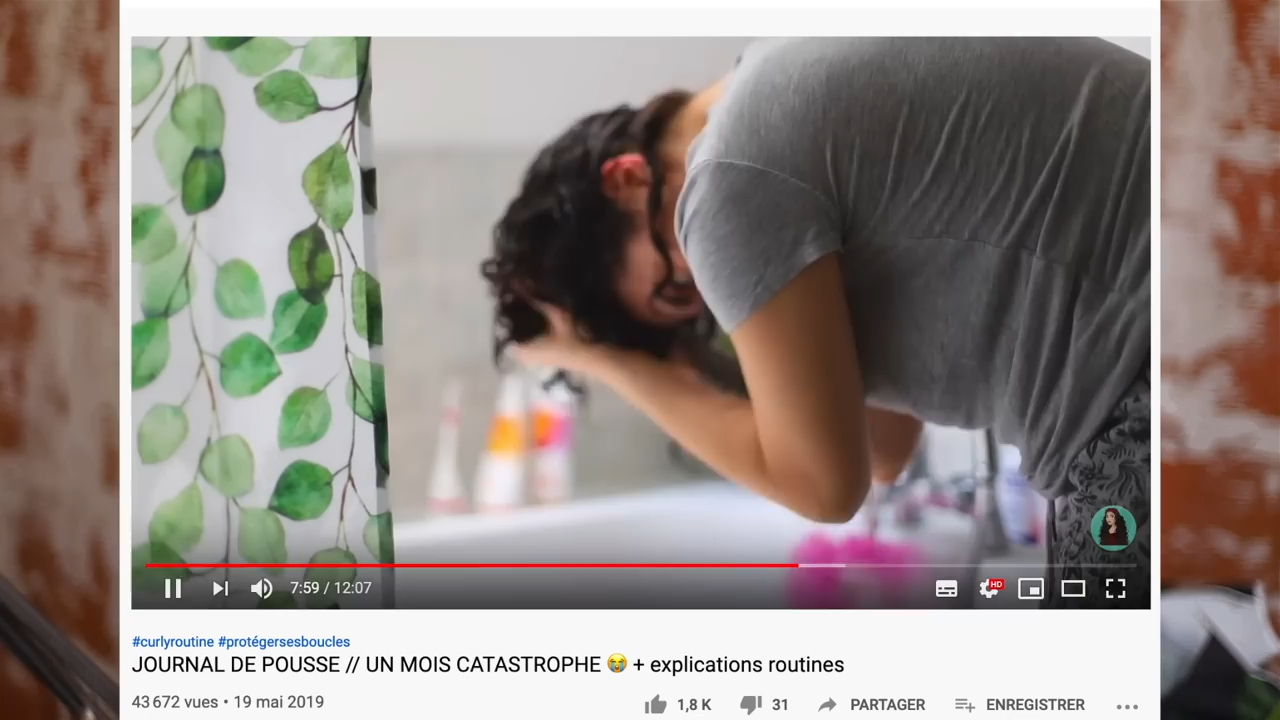 7:59 / 12:07
HD
#curlyroutine #protégersesboucles
JOURNAL DE POUSSE // UN MOIS CATASTROPHE 😭 + explications routines
43 672 vues • 19 mai 2019
1,8 K
31
PARTAGER
ENREGISTRER